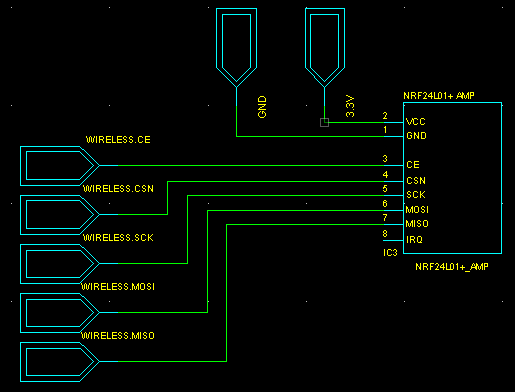 GND
3.3V
NRF24L01+ AMP
2 VCC
1 GND
3 CE
4 CSN
5 SCK
6 MOSI
7 MISO
8 IRQ
IC3
NRF24L01+_AMP
WIRELESS.CE
WIRELESS.CSN
WIRELESS.SCK
WIRELESS.MOSI
WIRELESS.MISO